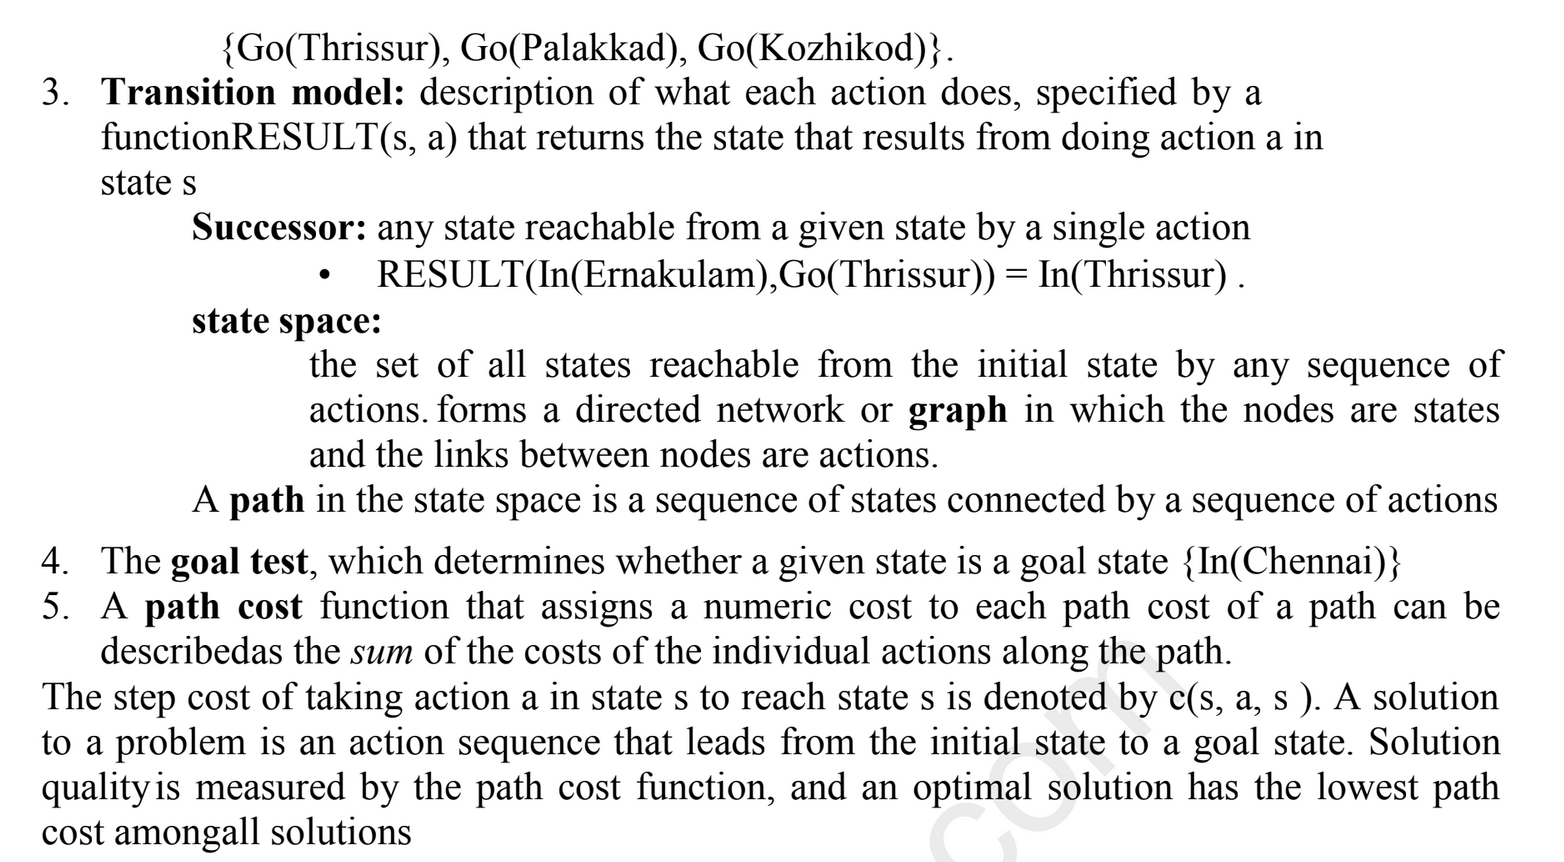 {Go(Thrissur), Go(Palakkad), Go(Kozhikod)}.
3. Transition model: description of what each action does, specified by a
functionRESULT(s, a) that returns the state that results from doing action a in
state s
Successor: any state reachable from a given state by a single action
• RESULT(In(Ernakulam),Go(Thrissur)) = In(Thrissur) .
state space:
the set of all states reachable from the initial state by any sequence of
actions. forms a directed network or graph in which the nodes are states
and the links between nodes are actions.
A path in the state space is a sequence of states connected by a sequence of actions
4. The goal test, which determines whether a given state is a goal state {In(Chennai)}
5. A path cost function that assigns a numeric cost to each path cost of a path can be
describedas the sum of the costs of the individual actions along the path.
The step cost of taking action a in state s to reach state s is denoted by c(s, a, s ). A solution
to a problem is an action sequence that leads from the initial state to a goal state. Solution
quality is measured by the path cost function, and an optimal solution has the lowest path
cost amongall solutions
com